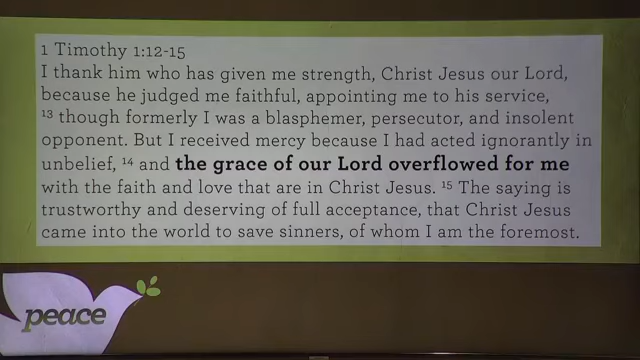 1 Timothy 1:12-15
I thank him who has given me strength, Christ Jesus our Lord,
because he judged me faithful, appointing me to his service,
¹³ though formerly I was a blasphemer, persecutor, and insolent
opponent. But I received mercy because I had acted ignorantly in
unbelief, ¹⁴ and the grace of our Lord overflowed for me
with the faith and love that are in Christ Jesus. ¹⁵ The saying is
trustworthy and deserving of full acceptance, that Christ Jesus
came into the world to save sinners, of whom I am the foremost.
peace